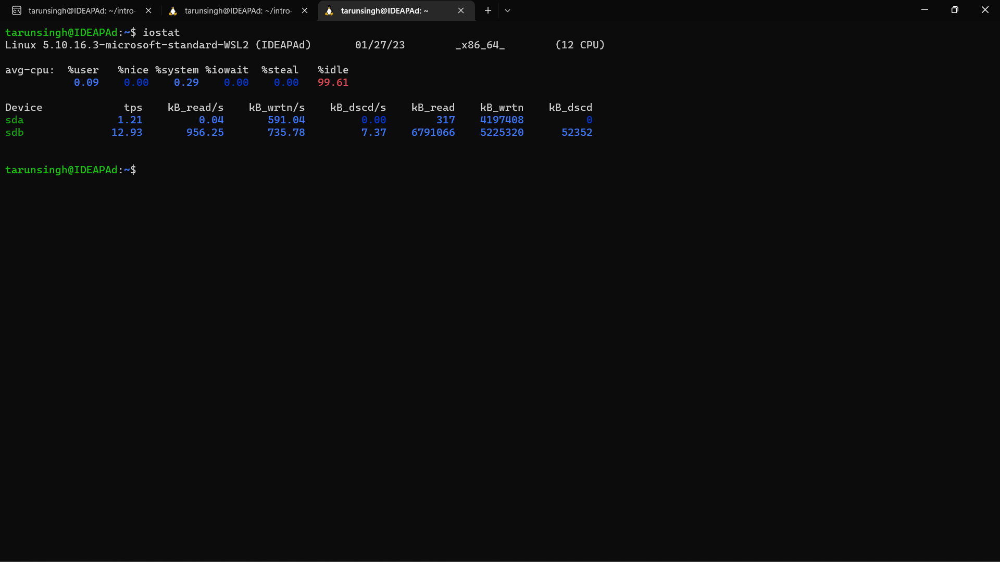 tarunsingh@IDEAPAd: ~/intro-   tarunsingh@IDEAPAd: ~/intro-   tarunsingh@IDEAPAd: ~
tarunsingh@IDEAPAd:~$ iostat
Linux 5.10.16.3-microsoft-standard-WSL2 (IDEAPAd)       01/27/23        _x86_64_        (12 CPU)
avg-cpu:  %user   %nice %system %iowait  %steal   %idle
           0.09    0.00    0.29    0.00    0.00   99.61
Device             tps    kB_read/s    kB_wrtn/s    kB_dscd/s    kB_read    kB_wrtn    kB_dscd
sda               1.21         0.04       591.04         0.00        317    4197408          0
sdb              12.93       956.25       735.78         7.37    6791066    5225320      52352
tarunsingh@IDEAPAd:~$